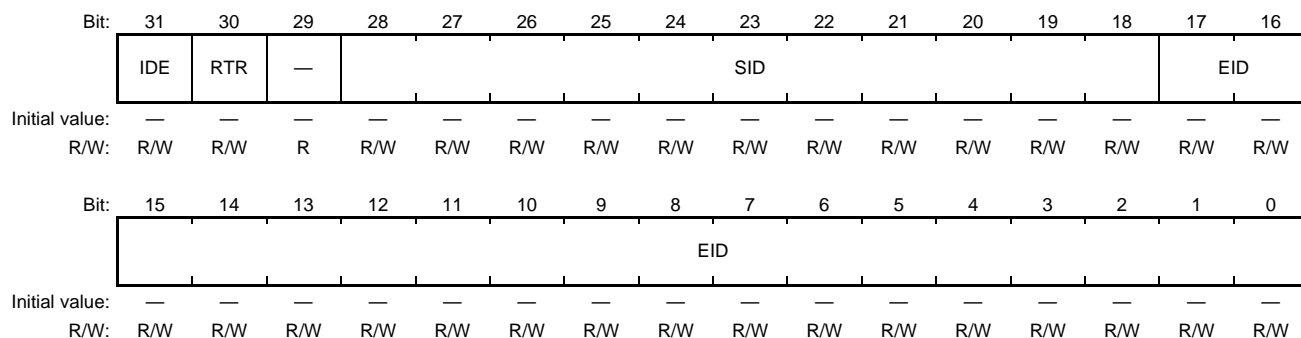 Bit: 31 30 29 28 27 26 25 24 23 22 21 20 19 18 17 16
IDE RTR — SID EID
Initial value: — — — — — — — — — — — — — — — —
R/W: R/W R/W R R/W R/W R/W R/W R/W R/W R/W R/W R/W R/W R/W R/W R/W
Bit: 15 14 13 12 11 10 9 8 7 6 5 4 3 2 1 0
EID
Initial value: — — — — — — — — — — — — — — — —
R/W: R/W R/W R/W R/W R/W R/W R/W R/W R/W R/W R/W R/W R/W R/W R/W R/W